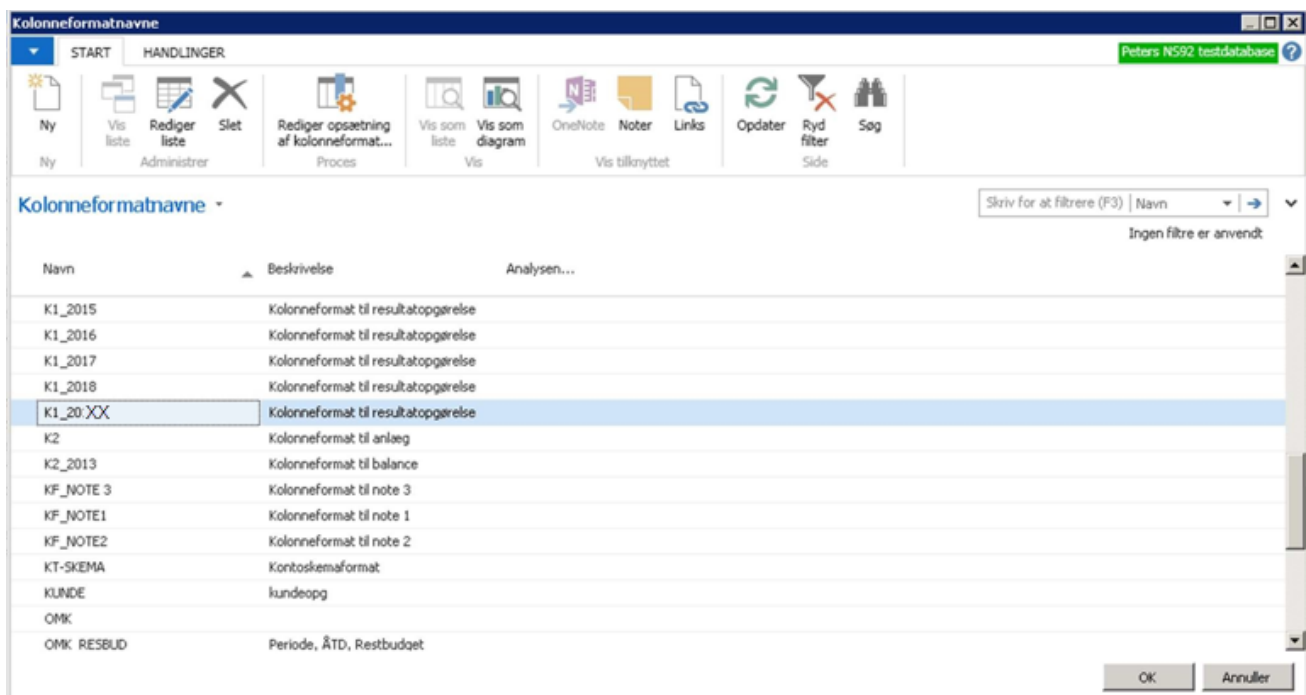 Kolonneformatnavne
START HANDLINGER Peters NS92 testdatabase ?
Ny Vis liste Rediger liste Slet Rediger opsætning af kolonneformat... Vis som liste Vis som diagram OneNote Noter Links Opdater Ryd filter Søg
Ny Administrer Proces Vis Vis tilknyttet Side
Kolonneformatnavne Skriv for at filtrere (F3) Navn
Ingen filtre er anvendt
Navn Beskrivelse Analysen...
K1_2015 Kolonneformat til resultatopgørelse
K1_2016 Kolonneformat til resultatopgørelse
K1_2017 Kolonneformat til resultatopgørelse
K1_2018 Kolonneformat til resultatopgørelse
K1_20XX Kolonneformat til resultatopgørelse
K2 Kolonneformat til anlæg
K2_2013 Kolonneformat til balance
KF_NOTE 3 Kolonneformat til note 3
KF_NOTE1 Kolonneformat til note 1
KF_NOTE2 Kolonneformat til note 2
KT-SKEMA Kontoskemaformat
KUNDE kundeopg
OMK
OMK_RESBUD Periode, ÅTD, Restbudget
OK Annuller